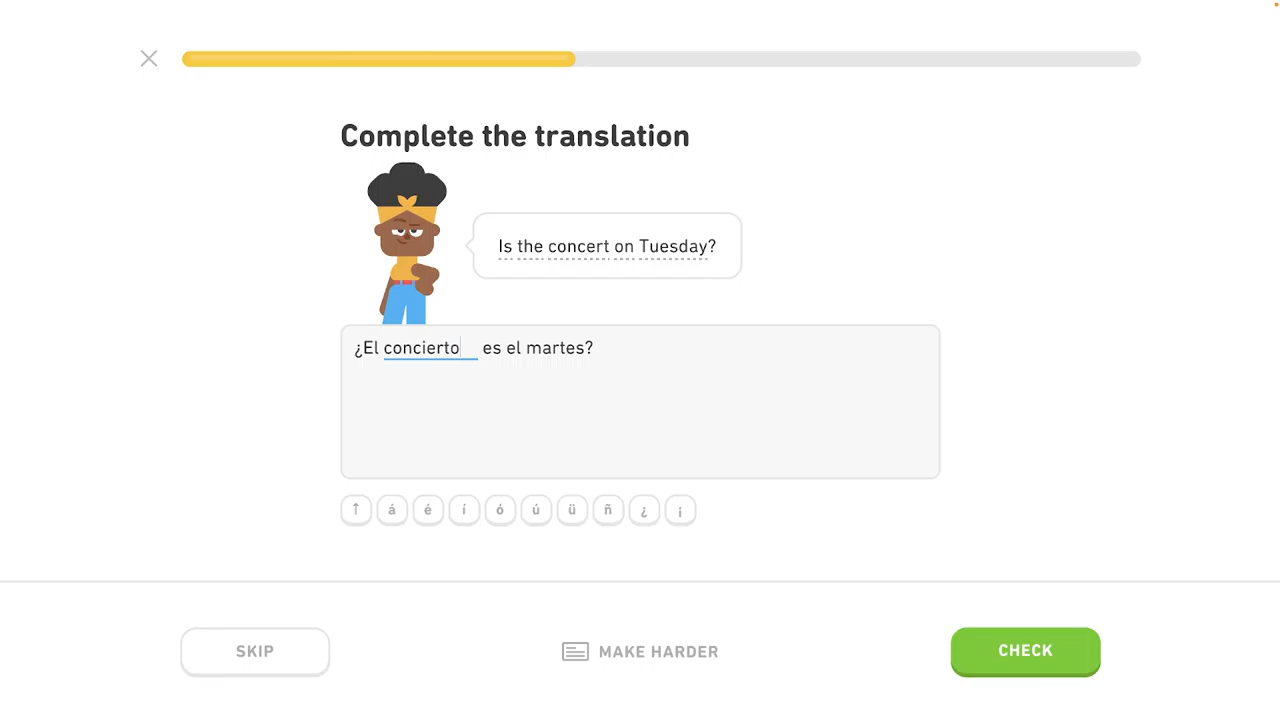 Complete the translation
Is the concert on Tuesday?
¿El concierto es el martes?
↑ á é í ó ú ü ñ ¿ ¡
SKIP
MAKE HARDER
CHECK